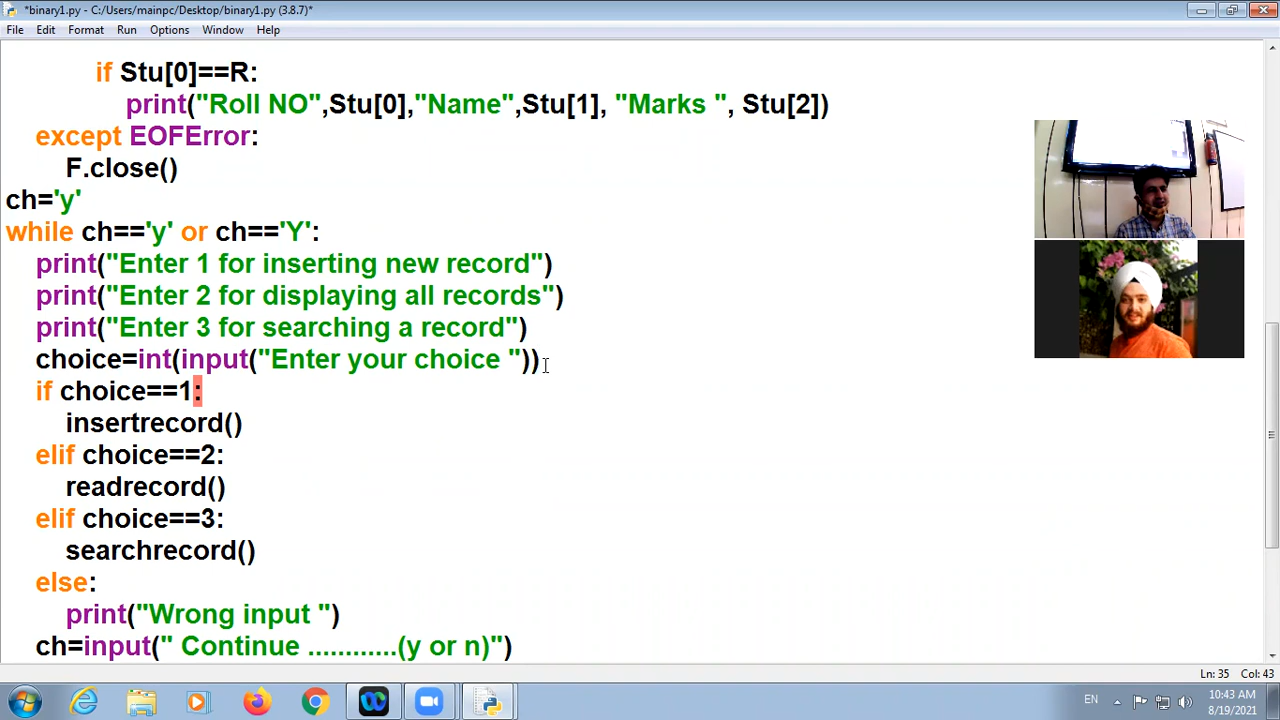 *binary1.py - C:/Users/mainpc/Desktop/binary1.py (3.8.7)*
File Edit Format Run Options Window Help
if Stu[0]==R:
print("Roll NO",Stu[0],"Name",Stu[1], "Marks ", Stu[2])
except EOFError:
F.close()
ch='y'
while ch=='y' or ch=='Y':
print("Enter 1 for inserting new record")
print("Enter 2 for displaying all records")
print("Enter 3 for searching a record")
choice=int(input("Enter your choice "))
if choice==1:
insertrecord()
elif choice==2:
readrecord()
elif choice==3:
searchrecord()
else:
print("Wrong input ")
ch=input(" Continue ............(y or n)")
Ln: 35 Col: 43
EN
10:43 AM
8/19/2021